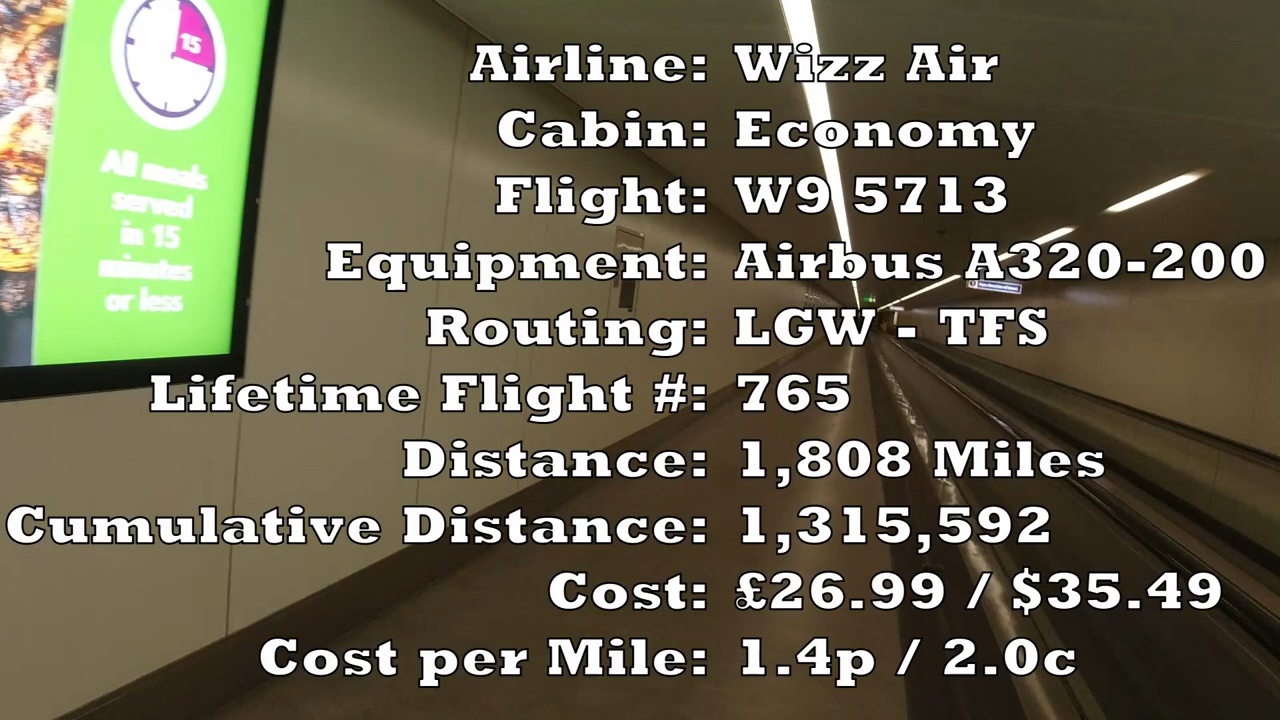 15
All meals
served
in 15
minutes
or less
Airline: Wizz Air
Cabin: Economy
Flight: W9 5713
Equipment: Airbus A320-200
Routing: LGW - TFS
Lifetime Flight #: 765
Distance: 1,808 Miles
Cumulative Distance: 1,315,592
Cost: £26.99 / $35.49
Cost per Mile: 1.4p / 2.0c